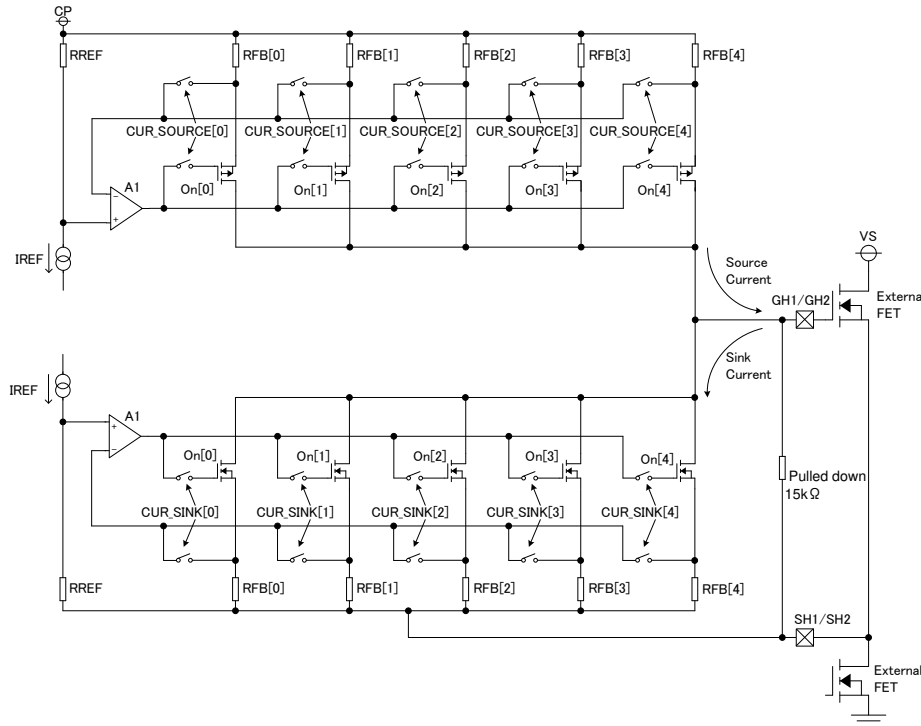 CP
RREF
RFB[0]
RFB[1]
RFB[2]
RFB[3]
RFB[4]
CUR_SOURCE[0]
CUR_SOURCE[1]
CUR_SOURCE[2]
CUR_SOURCE[3]
CUR_SOURCE[4]
A1
On[0]
On[1]
On[2]
On[3]
On[4]
−
+
IREF
Source
Current
VS
GH1/GH2
External
FET
Sink
Current
IREF
A1
+
−
On[0]
On[1]
On[2]
On[3]
On[4]
Pulled down
15kΩ
CUR_SINK[0]
CUR_SINK[1]
CUR_SINK[2]
CUR_SINK[3]
CUR_SINK[4]
RREF
RFB[0]
RFB[1]
RFB[2]
RFB[3]
RFB[4]
SH1/SH2
External
FET